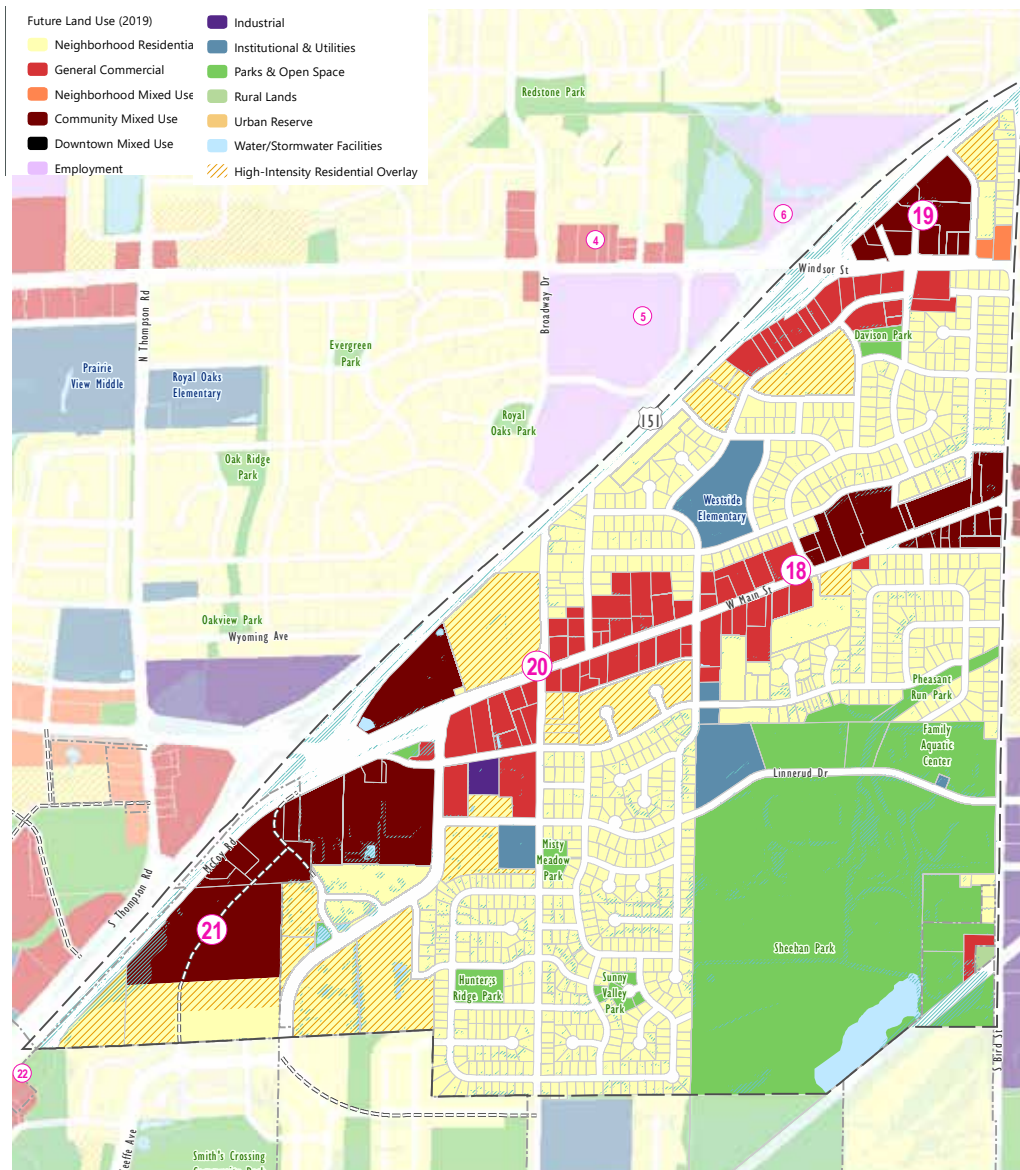 Future Land Use (2019)
Neighborhood Residentia
General Commercial
Neighborhood Mixed Use
Community Mixed Use
Downtown Mixed Use
Employment
Industrial
Institutional & Utilities
Parks & Open Space
Rural Lands
Urban Reserve
Water/Stormwater Facilities
High-Intensity Residential Overlay
Redstone Park
6
4
19
Windsor St
N Thompson Rd
Broadway Dr
5
Davison Park
Evergreen
Park
Prairie
View Middle
Royal Oaks
Elementary
Royal
Oaks Park
151
Oak Ridge
Park
Westside
Elementary
18
W Main St
Oakview Park
Wyoming Ave
20
Pheasant
Run Park
Family
Aquatic
Center
Linnerud Dr
McCoy Rd
Misty
Meadow
Park
S Thompson Rd
21
Sheehan Park
Hunter;s
Ridge Park
Sunny
Valley
Park
S Bird St
22
eeffe Ave
Smith's Crossing